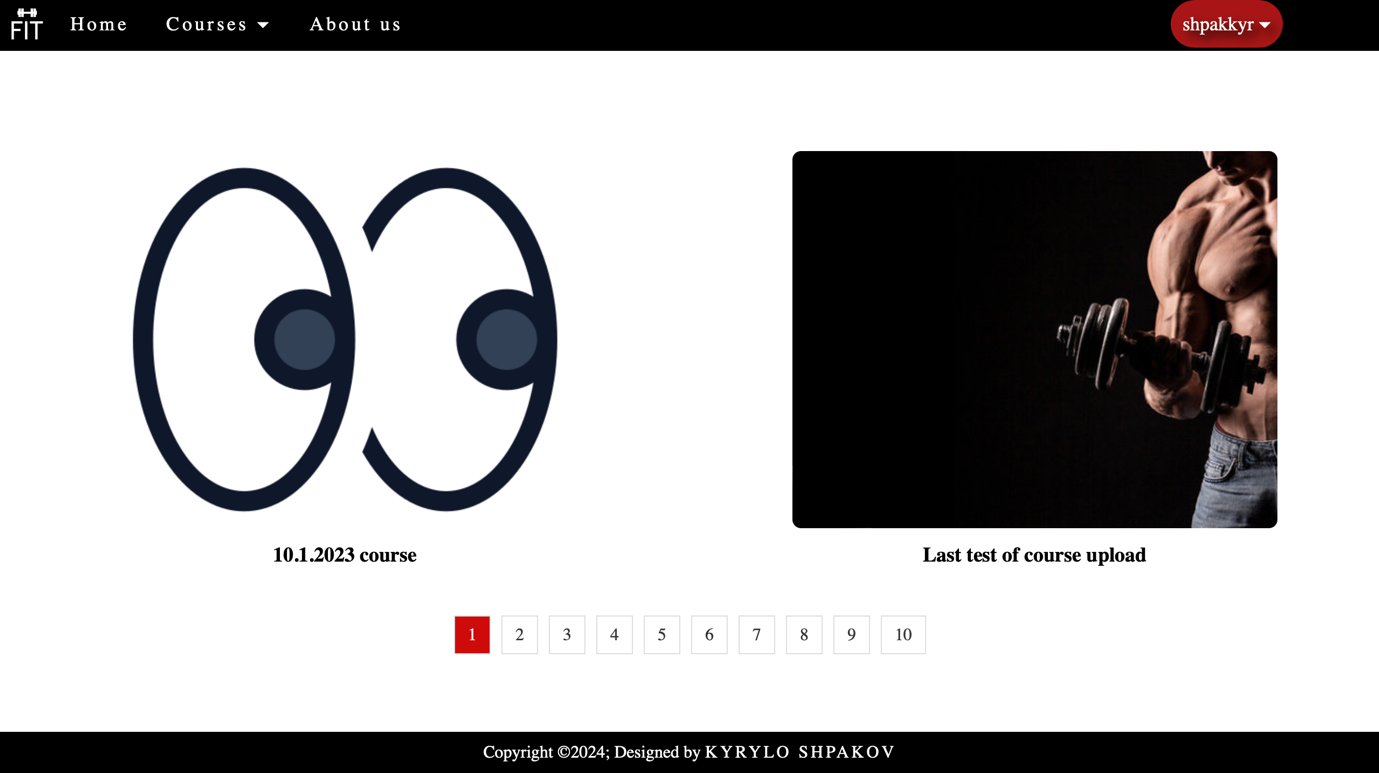 FIT
Home Courses About us shpakkyr
10.1.2023 course
Last test of course upload
1 2 3 4 5 6 7 8 9 10
Copyright ©2024; Designed by KYRYLO SHPAKOV